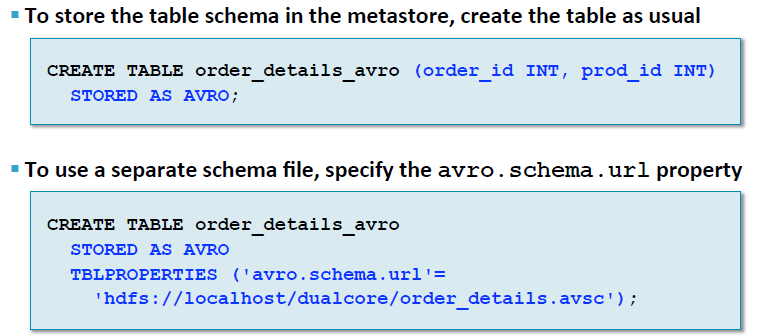 To store the table schema in the metastore, create the table as usual
CREATE TABLE order_details_avro (order_id INT, prod_id INT)
STORED AS AVRO;
To use a separate schema file, specify the avro.schema.url property
CREATE TABLE order_details_avro
STORED AS AVRO
TBLPROPERTIES ('avro.schema.url'=
'hdfs://localhost/dualcore/order_details.avsc');